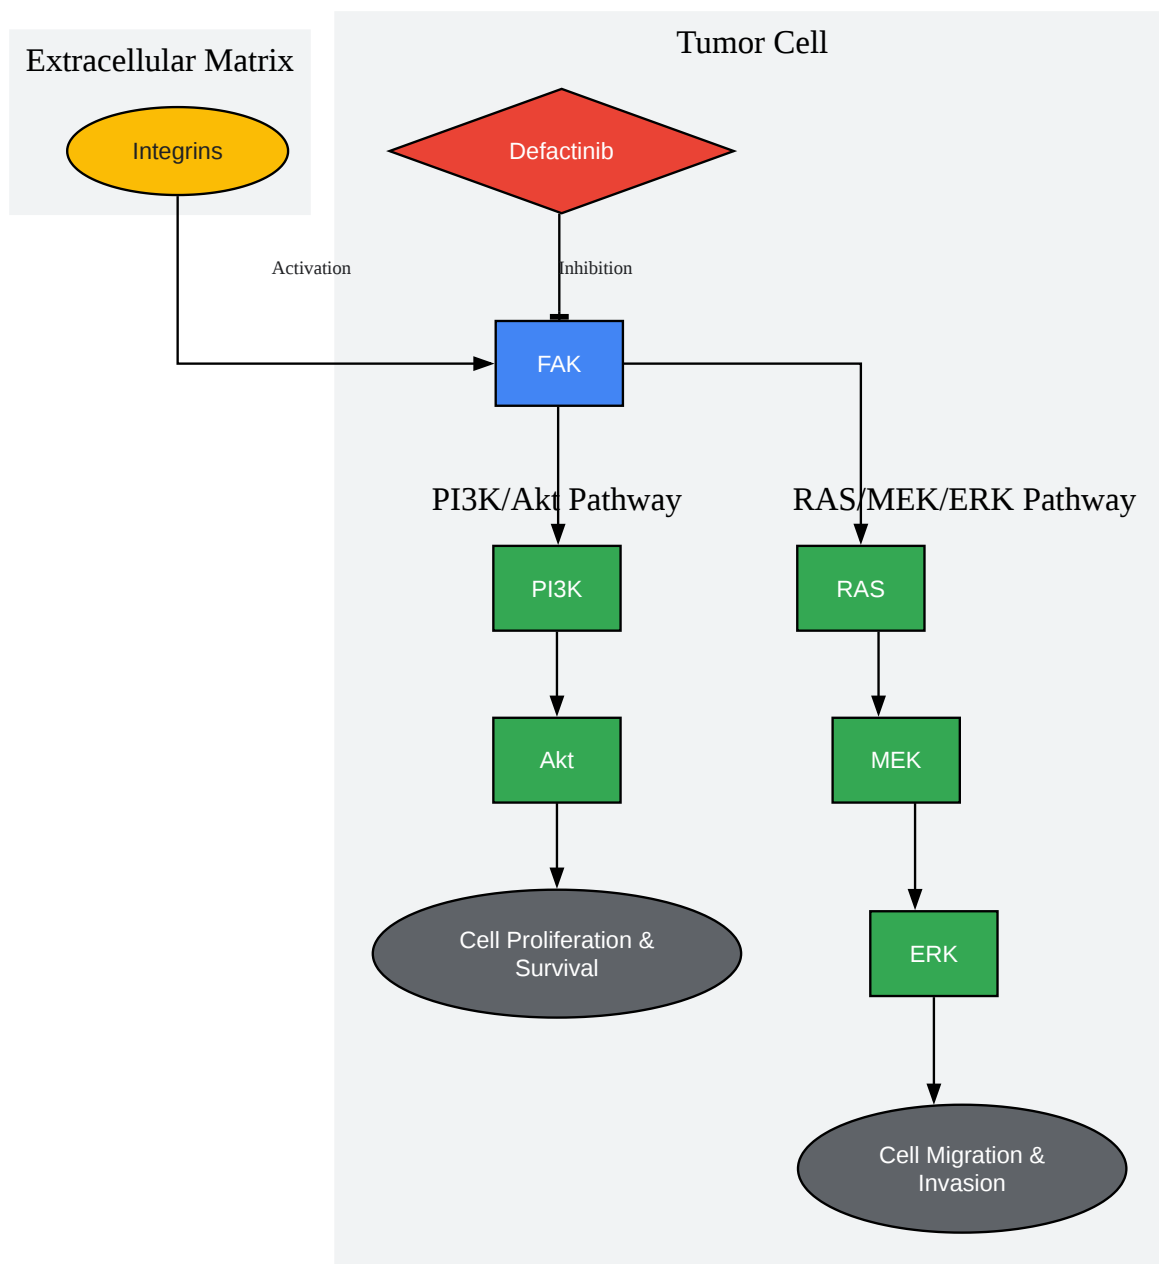 Extracellular Matrix
Tumor Cell
Integrins
Defactinib
Activation
Inhibition
FAK
PI3K/Akt Pathway
RAS/MEK/ERK Pathway
PI3K
RAS
Akt
MEK
Cell Proliferation &
Survival
ERK
Cell Migration &
Invasion